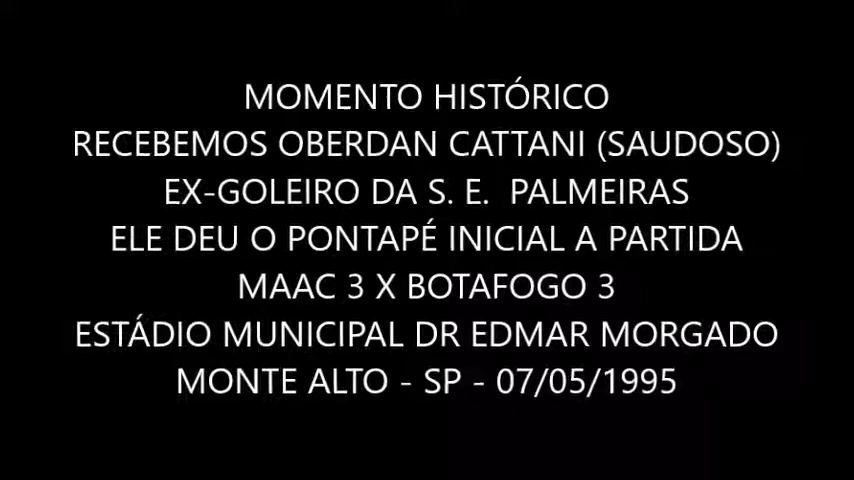 MOMENTO HISTÓRICO
RECEBEMOS OBERDAN CATTANI (SAUDOSO)
EX-GOLEIRO DA S. E.  PALMEIRAS
ELE DEU O PONTAPÉ INICIAL A PARTIDA
MAAC 3 X BOTAFOGO 3
ESTÁDIO MUNICIPAL DR EDMAR MORGADO
MONTE ALTO - SP - 07/05/1995